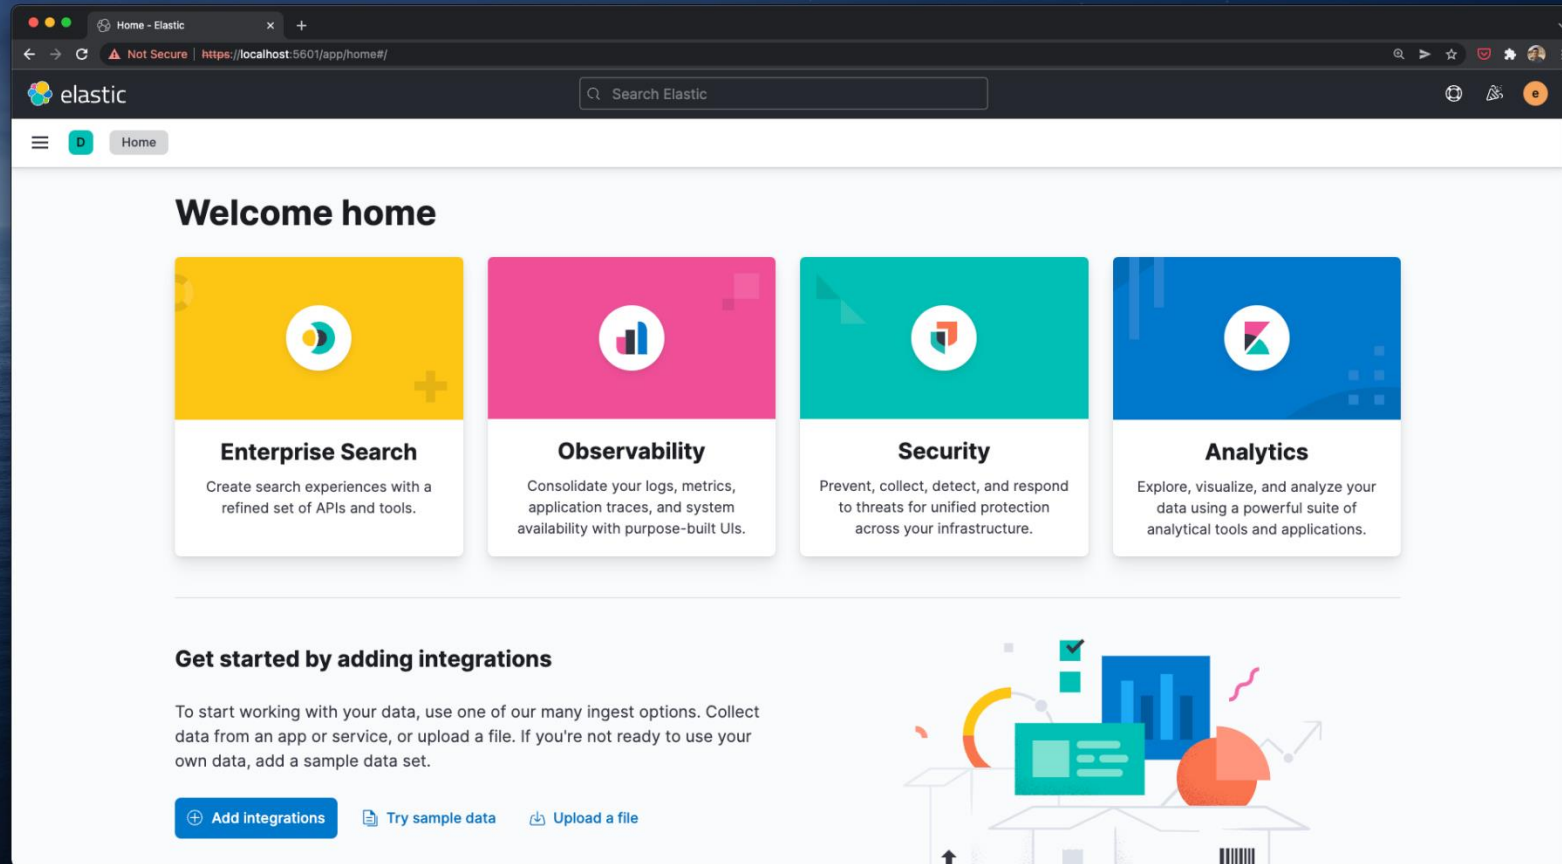 Home - Elastic
Not Secure | https://localhost:5601/app/home#/
elastic
Search Elastic
e
D
Home
Welcome home
Enterprise Search
Create search experiences with a
refined set of APIs and tools.
Observability
Consolidate your logs, metrics,
application traces, and system
availability with purpose-built UIs.
Security
Prevent, collect, detect, and respond
to threats for unified protection
across your infrastructure.
Analytics
Explore, visualize, and analyze your
data using a powerful suite of
analytical tools and applications.
Get started by adding integrations
To start working with your data, use one of our many ingest options. Collect
data from an app or service, or upload a file. If you're not ready to use your
own data, add a sample data set.
Add integrations
Try sample data
Upload a file